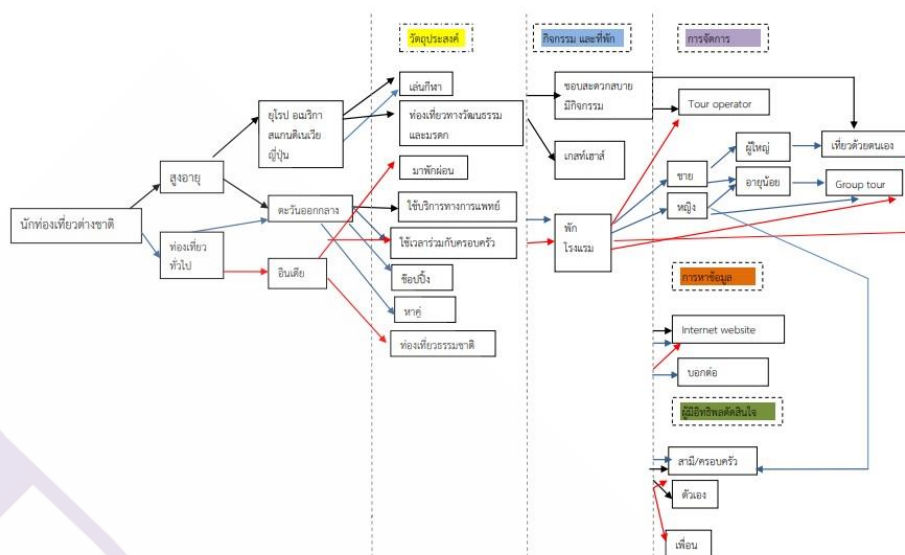 วัตถุประสงค์
กิจกรรม และที่พัก
การจัดการ
นักท่องเที่ยวต่างชาติ
สูงอายุ
ท่องเที่ยว
ทั่วไป
ยุโรป อเมริกา
สแกนดิเนเวีย
ญี่ปุ่น
ตะวันออกกลาง
อินเดีย
เล่นกีฬา
ท่องเที่ยวทางวัฒนธรรม
และมรดก
มาพักผ่อน
ใช้บริการทางการแพทย์
ใช้เวลาร่วมกับครอบครัว
ช๊อปปิ้ง
หาคู่
ท่องเที่ยวธรรมชาติ
ชอบสะดวกสบาย
มีกิจกรรม
เกสท์เฮาส์
พัก
โรงแรม
Tour operator
ชาย
หญิง
ผู้ใหญ่
อายุน้อย
เที่ยวด้วยตนเอง
Group tour
การหาข้อมูล
Internet website
บอกต่อ
ผู้มีอิทธิพลตัดสินใจ
สามี/ครอบครัว
ตัวเอง
เพื่อน